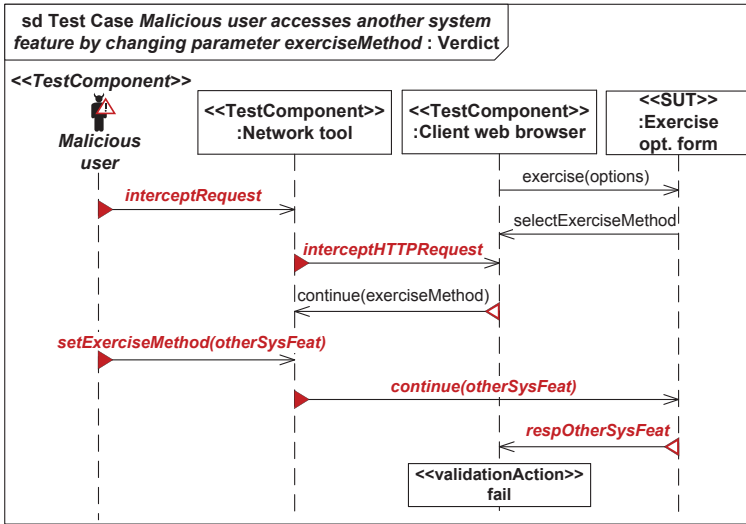 sd Test Case Malicious user accesses another system
feature by changing parameter exerciseMethod : Verdict
<<TestComponent>>
Malicious
user
<<TestComponent>>
:Network tool
<<TestComponent>>
:Client web browser
<<SUT>>
:Exercise
opt. form
exercise(options)
interceptRequest
selectExerciseMethod
interceptHTTPRequest
continue(exerciseMethod)
setExerciseMethod(otherSysFeat)
continue(otherSysFeat)
respOtherSysFeat
<<validationAction>>
fail